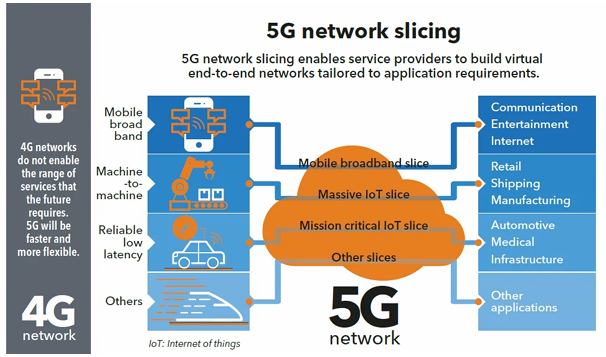 5G network slicing
5G network slicing enables service providers to build virtual
end-to-end networks tailored to application requirements.
4G networks
do not enable
the range of
services that
the future
requires.
5G will be
faster and
more flexible.
4G
network
Mobile
broad
band
Machine
-to-
machine
Reliable
low
latency
Others
Mobile broadband slice
Massive IoT slice
Mission critical IoT slice
Other slices
5G
network
Communication
Entertainment
Internet
Retail
Shipping
Manufacturing
Automotive
Medical
Infrastructure
Other
applications
IoT: Internet of things